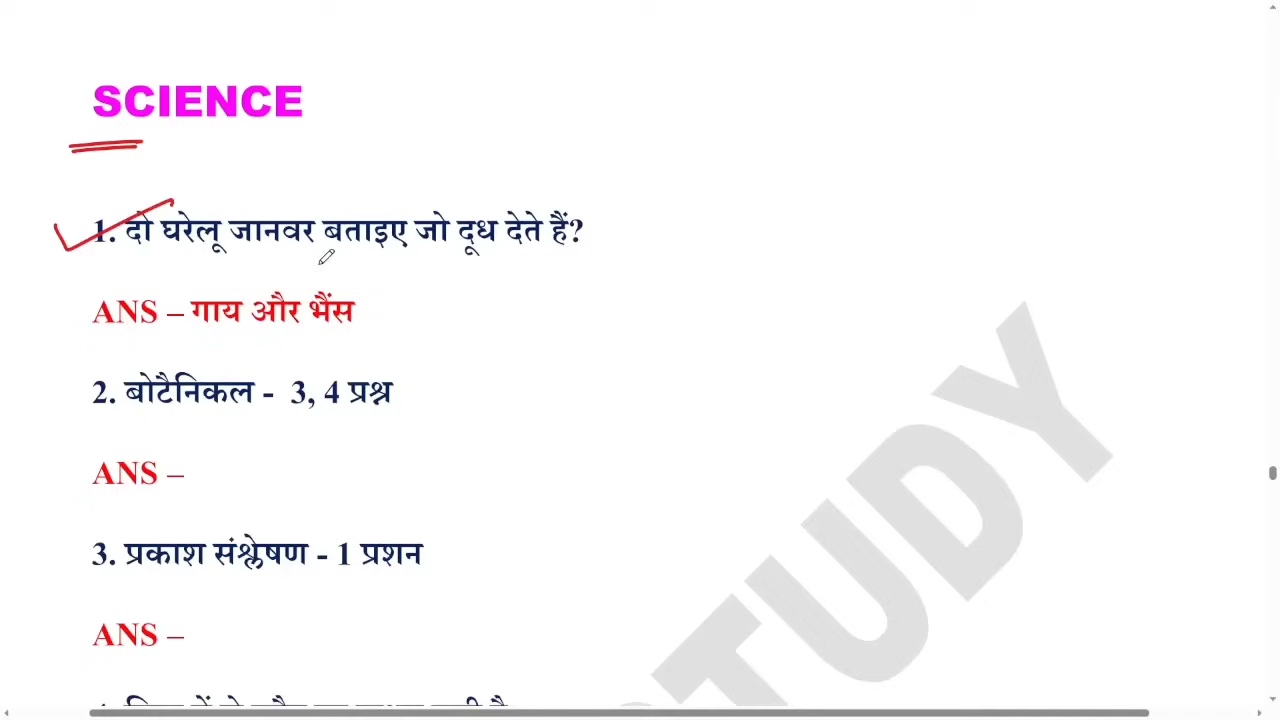 SCIENCE
1. दो घरेलू जानवर बताइए जो दूध देते हैं?
ANS – गाय और भैंस
2. बोटैनिकल - 3, 4 प्रश्न
ANS –
3. प्रकाश संश्लेषण - 1 प्रशन
ANS –
STUDY